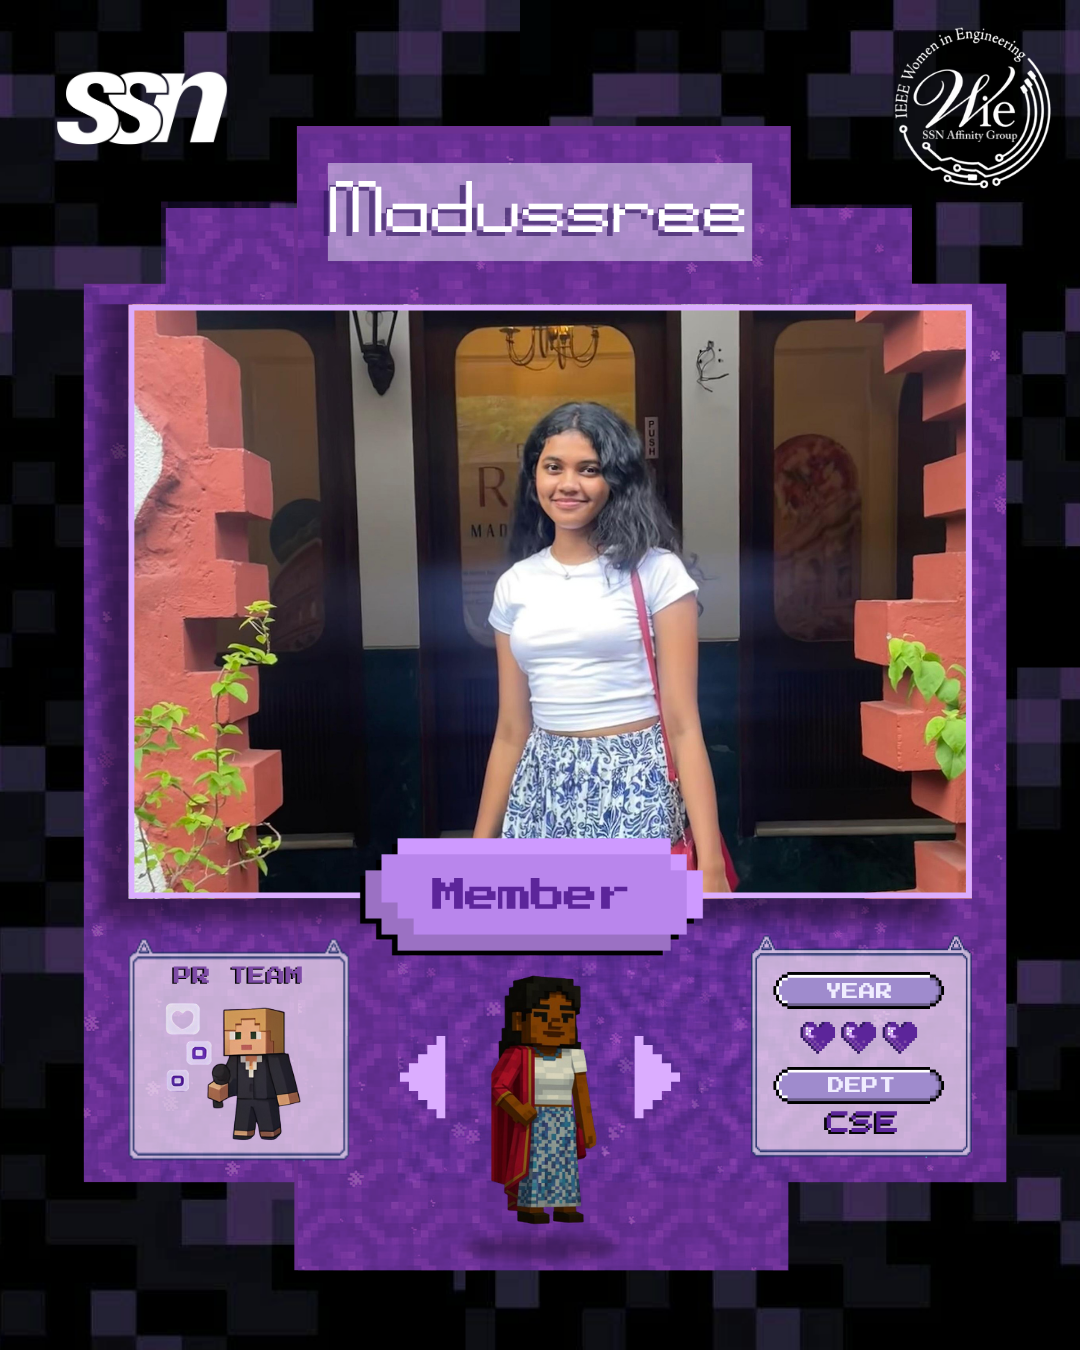 ssn
IEEE Women in Engineering
Wie
SSN Affinity Group
Madussree
PUSH
R
MAD
Member
PR TEAM
YEAR
DEPT
CSE